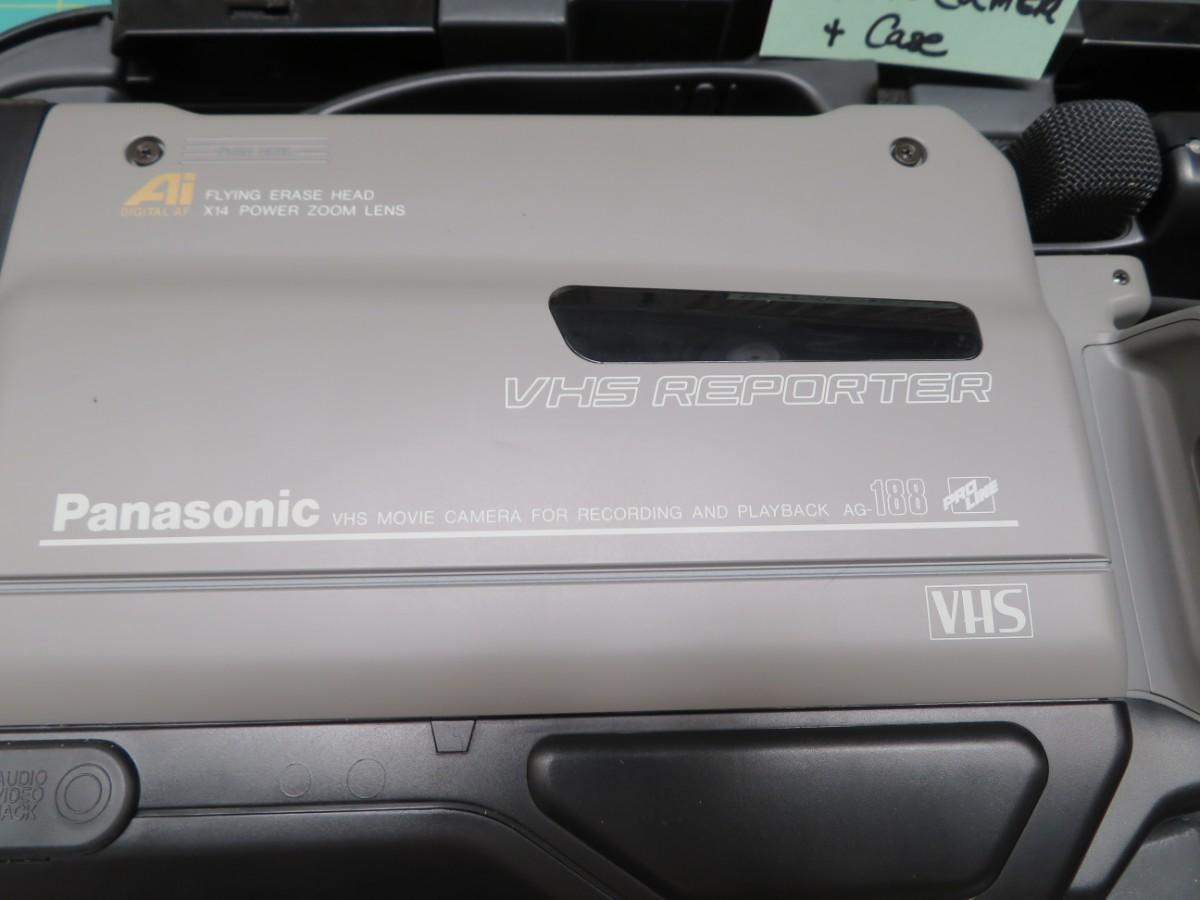 CAMER
+ Case
Ai
DIGITAL AF
FLYING ERASE HEAD
X14 POWER ZOOM LENS
VHS REPORTER
Panasonic VHS MOVIE CAMERA FOR RECORDING AND PLAYBACK AG-188 PRO LINE
VHS
AUDIO
VIDEO
JACK